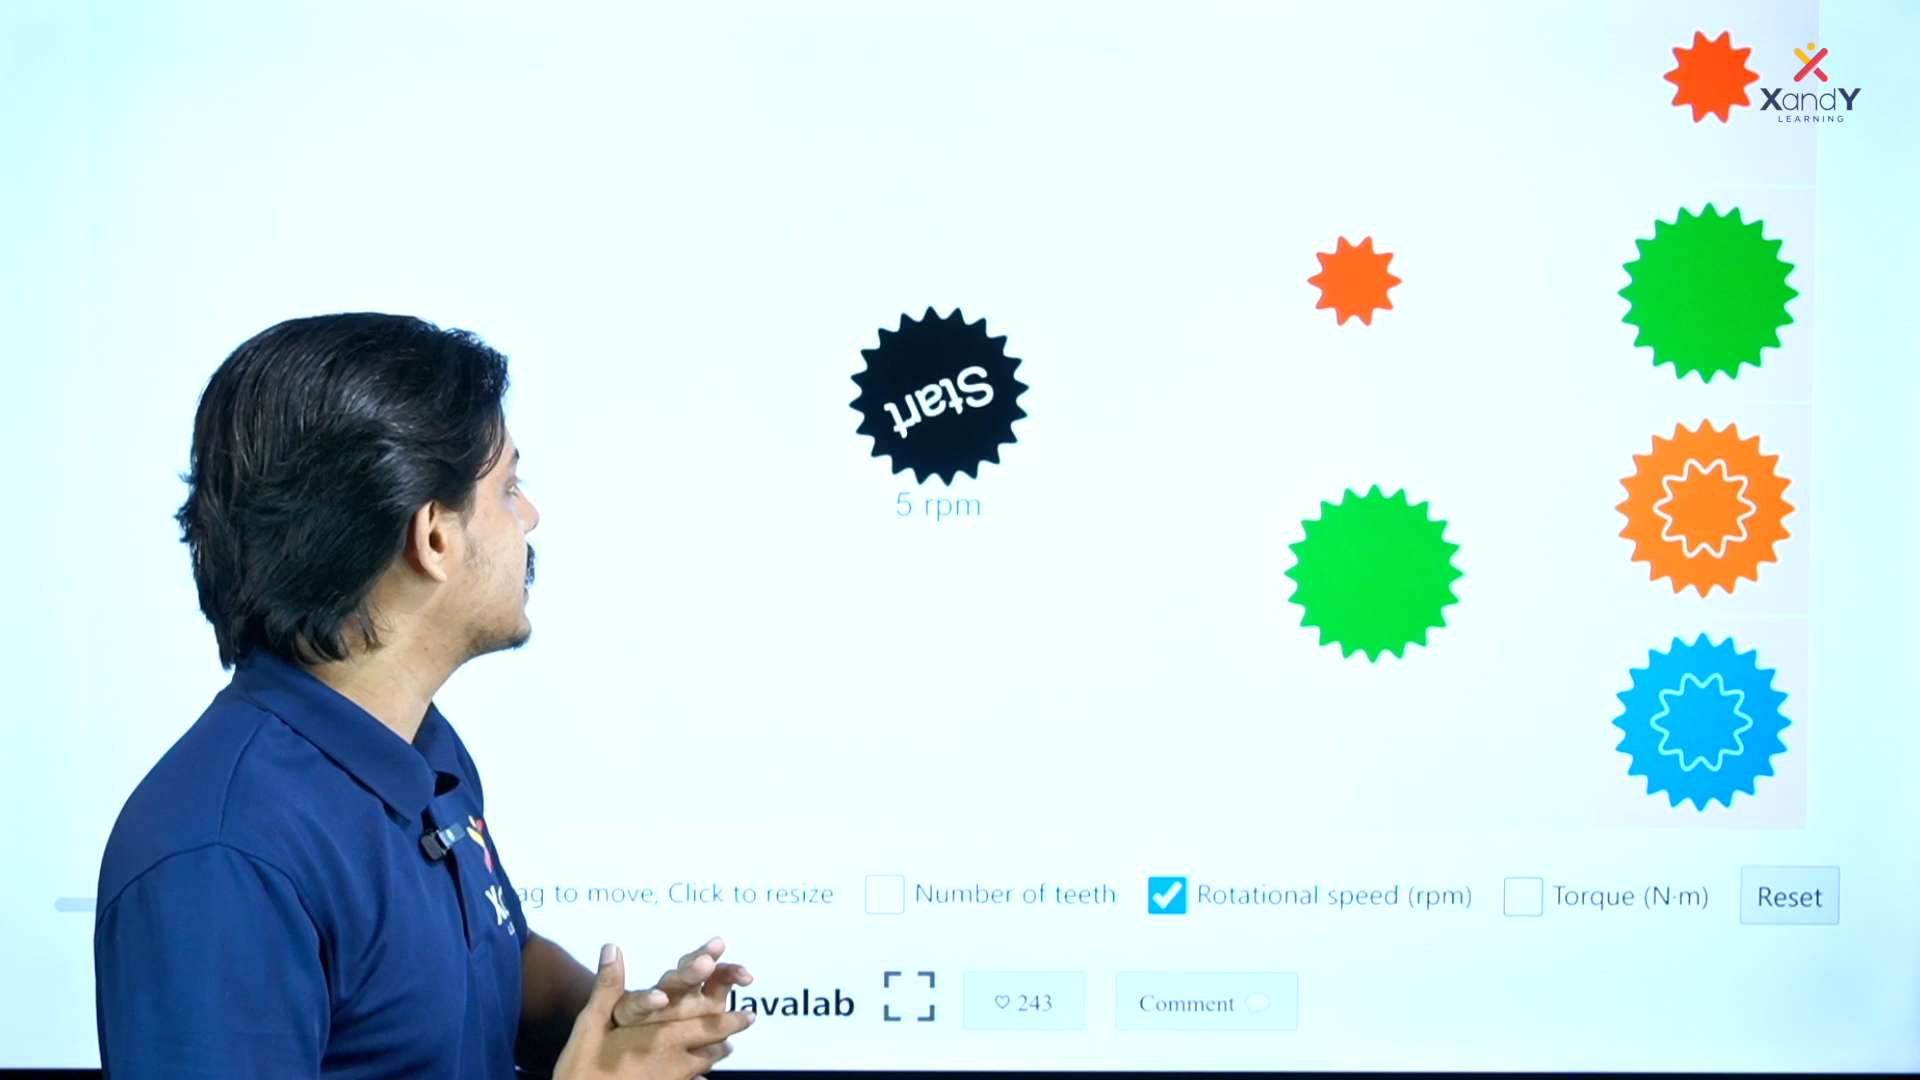 XandY
LEARNING
Start
5 rpm
to move, Click to resize
Number of teeth
Rotational speed (rpm)
Torque (N·m)
Reset
Javalab
243
Comment